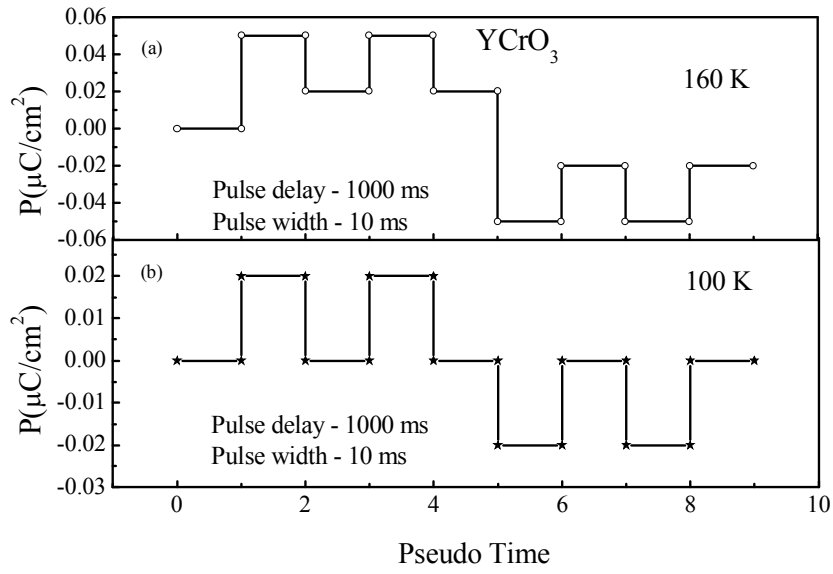 0.06
0.04
0.02
0.00
-0.02
-0.04
-0.06
P(μC/cm²)
(a)
YCrO₃
160 K
Pulse delay - 1000 ms
Pulse width - 10 ms
0.02
0.01
0.00
-0.01
-0.02
-0.03
P(μC/cm²)
(b)
100 K
Pulse delay - 1000 ms
Pulse width - 10 ms
0 2 4 6 8 10
Pseudo Time